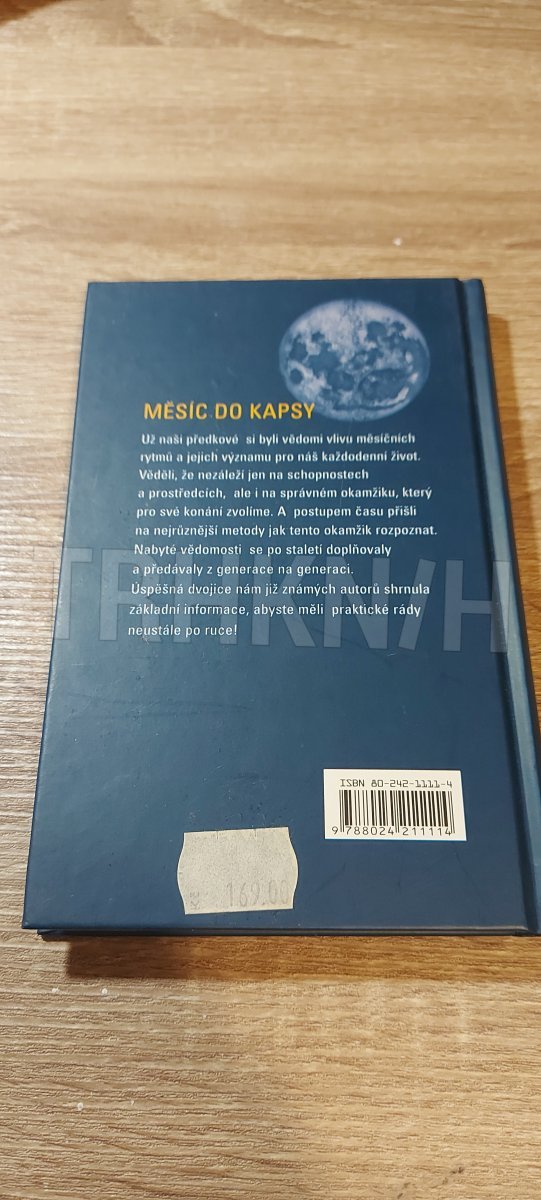 MĚSÍC DO KAPSY
Už naši předkové si byli vědomi vlivu měsíčních
rytmů a jejich významu pro náš každodenní život.
Věděli, že nezáleží jen na schopnostech
a prostředcích, ale i na správném okamžiku, který
pro své konání zvolíme. A postupem času přišli
na nejrůznější metody jak tento okamžik rozpoznat.
Nabyté vědomosti se po staletí doplňovaly
a předávaly z generace na generaci.
TRHKNIH
Úspěšná dvojice nám již známých autorů shrnula
základní informace, abyste měli praktické rády
neustále po ruce!
ISBN 80-242-1111-4
9 788024 211114
169.00